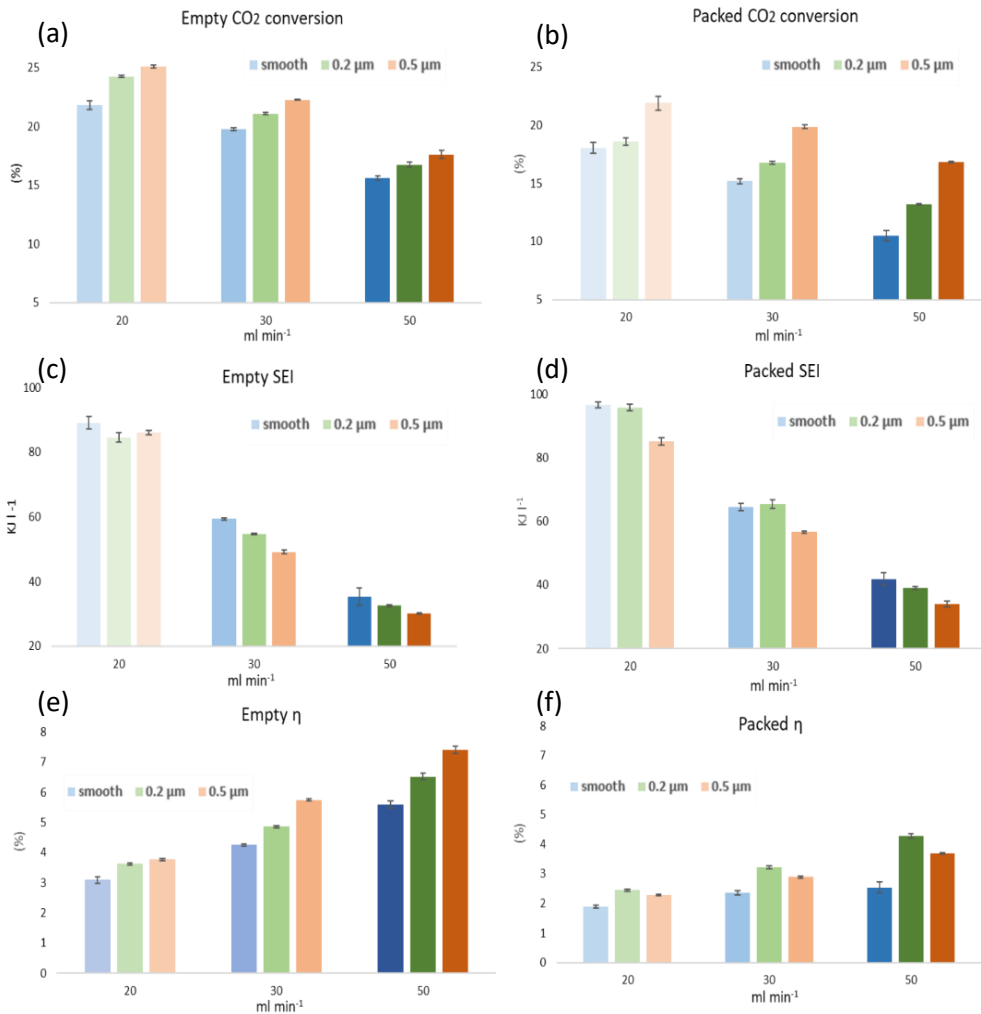 (a)
Empty CO2 conversion
smooth 0.2 µm 0.5 µm
25
20
15
10
5
(%)
20 30 50
ml min⁻¹
(b)
Packed CO2 conversion
smooth 0.2 µm 0.5 µm
25
20
15
10
5
(%)
20 30 50
ml min⁻¹
(c)
Empty SEI
smooth 0.2 µm 0.5 µm
100
80
60
40
20
KJ l -1
20 30 50
ml min⁻¹
(d)
Packed SEI
smooth 0.2 µm 0.5 µm
100
80
60
40
20
KJ l⁻¹
20 30 50
ml min⁻¹
(e)
Empty η
smooth 0.2 µm 0.5 µm
8
7
6
5
4
3
2
1
0
(%)
20 30 50
ml min⁻¹
(f)
Packed η
smooth 0.2 µm 0.5 µm
8
7
6
5
4
3
2
1
0
(%)
20 30 50
ml min⁻¹